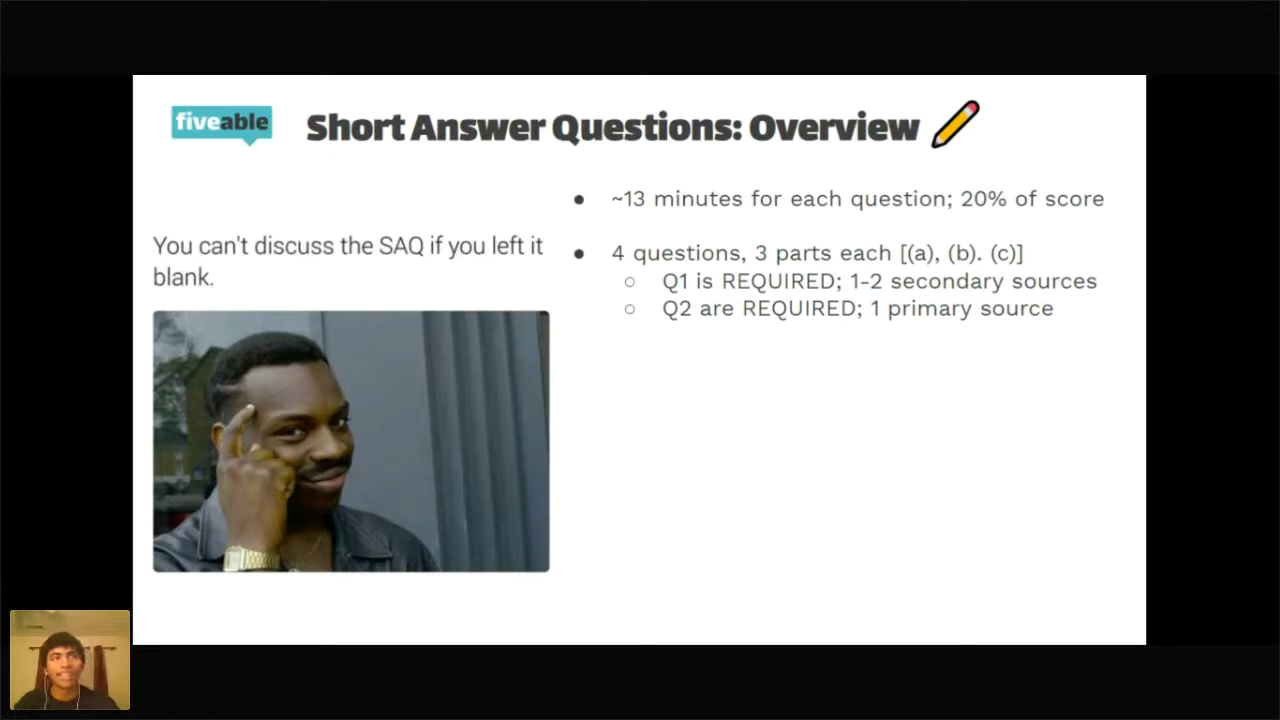 fiveable
Short Answer Questions: Overview
~13 minutes for each question; 20% of score
You can't discuss the SAQ if you left it
blank.
4 questions, 3 parts each [(a), (b). (c)]
Q1 is REQUIRED; 1-2 secondary sources
Q2 are REQUIRED; 1 primary source